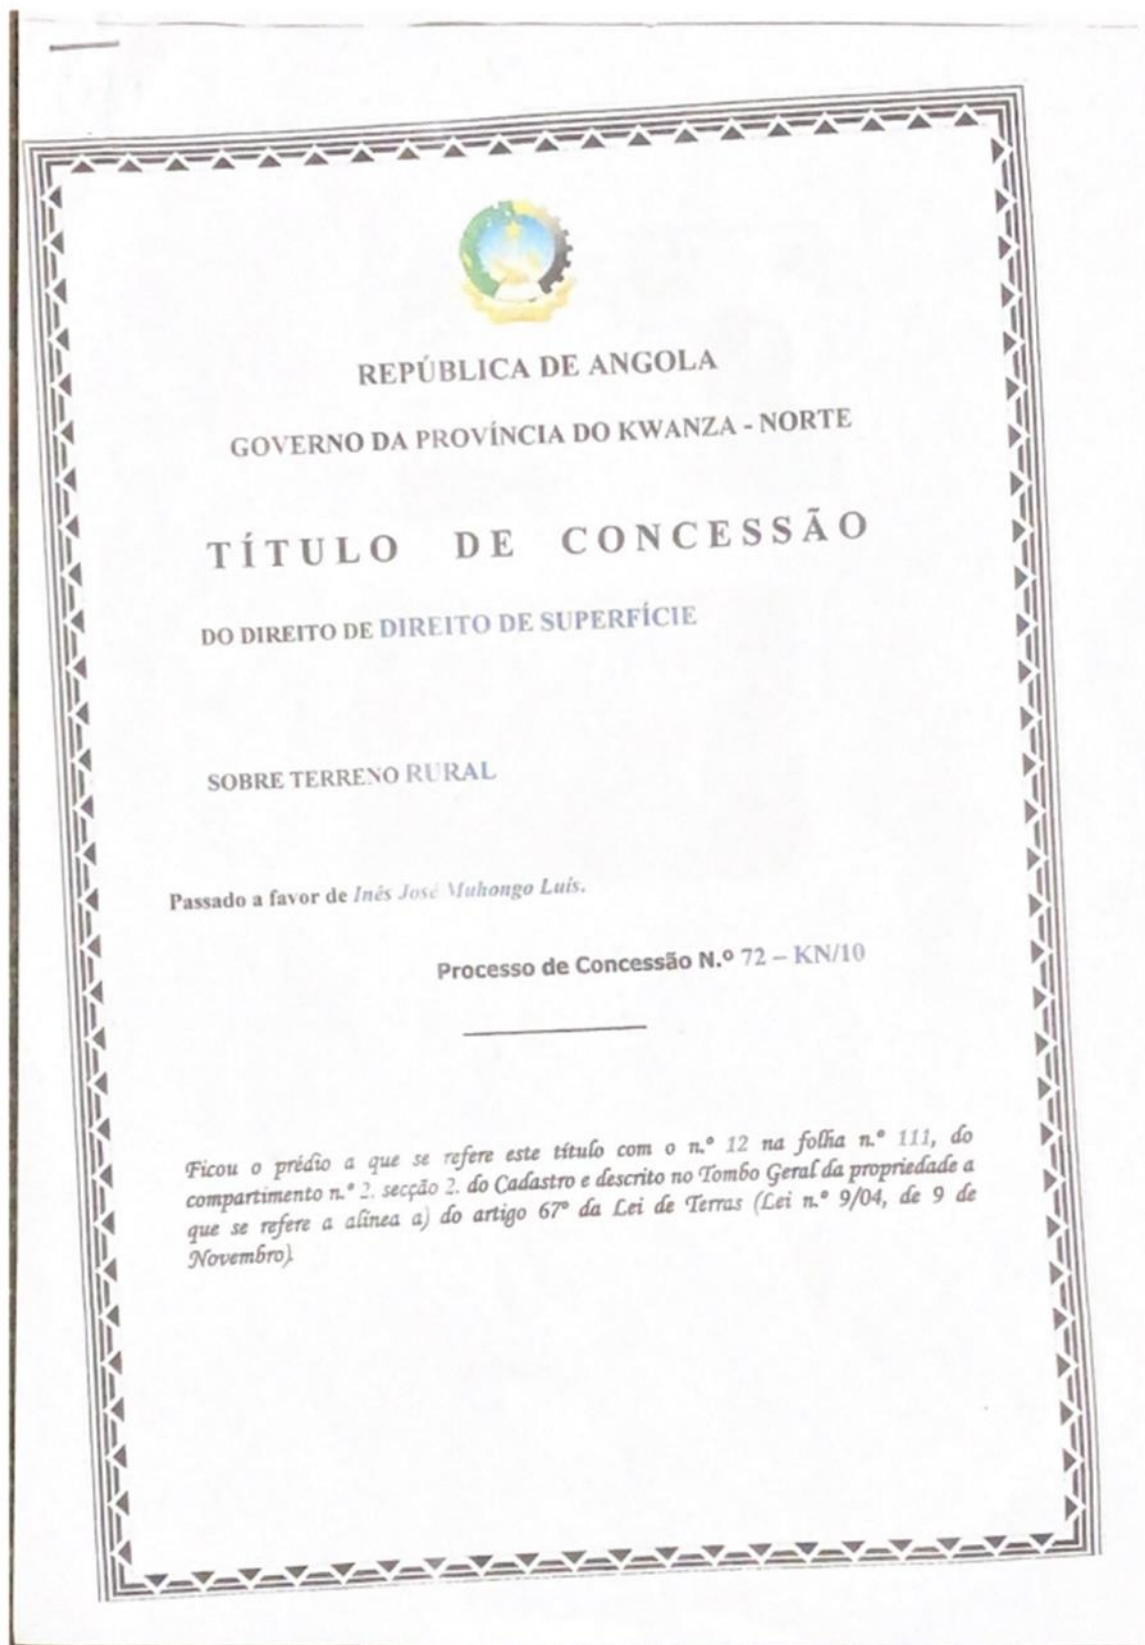 REPÚBLICA DE ANGOLA
GOVERNO DA PROVÍNCIA DO KWANZA - NORTE
TÍTULO DE CONCESSÃO
DO DIREITO DE DIREITO DE SUPERFÍCIE
SOBRE TERRENO RURAL
Passado a favor de Inês José Muhongo Luís.
Processo de Concessão N.º 72 – KN/10
Ficou o prédio a que se refere este título com o n.º 12 na folha n.º 111, do
compartimento n.º 2. secção 2. do Cadastro e descrito no Tombo Geral da propriedade a
que se refere a alínea a) do artigo 67º da Lei de Terras (Lei n.º 9/04, de 9 de
Novembro).